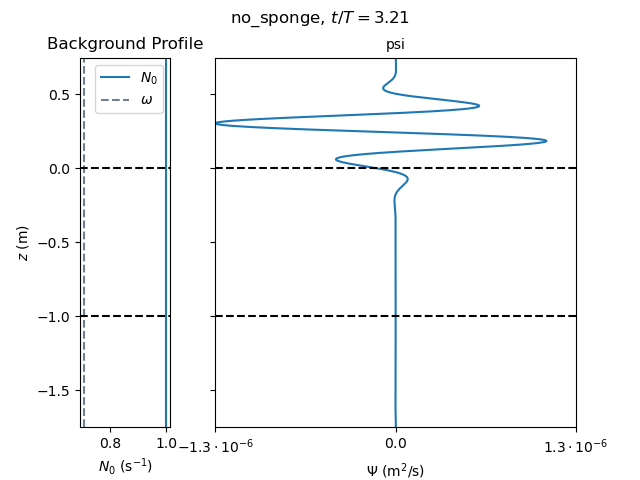 no_sponge, t/T = 3.21
Background Profile
psi
N₀
ω
0.5
0.0
−0.5
−1.0
−1.5
z (m)
0.8
1.0
N₀ (s⁻¹)
−1.3 · 10⁻⁶
0.0
1.3 · 10⁻⁶
Ψ (m²/s)